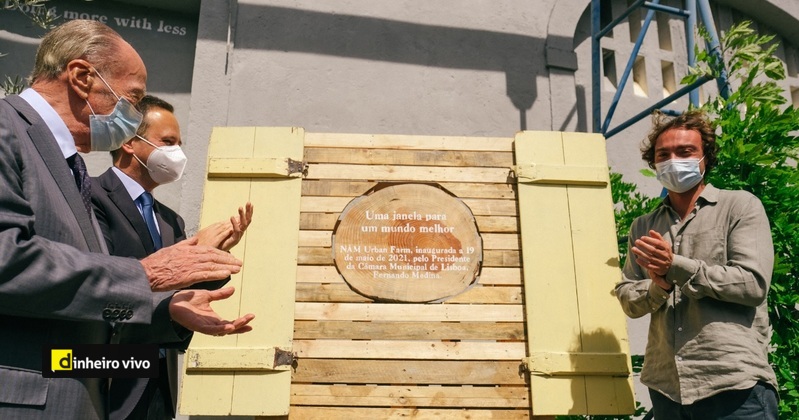 Doing more with less
Uma janela para
um mundo melhor
NAM Urban Farm, inaugurada a 19
de maio de 2021, pelo Presidente
da Câmara Municipal de Lisboa,
Fernando Medina.
dinheiro vivo